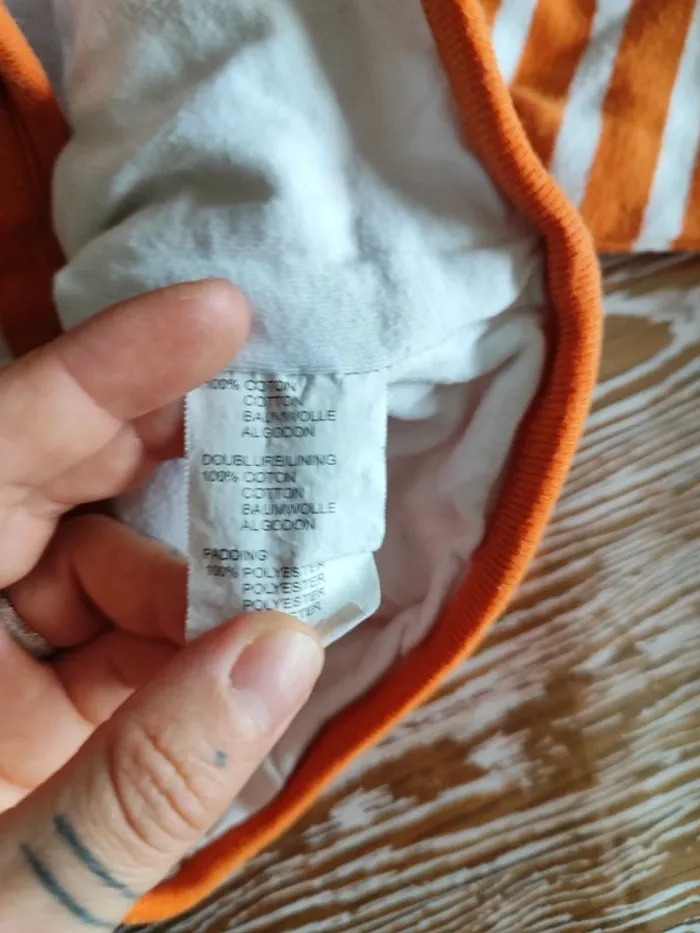 100% COTON
COTTON
BAUMWOLLE
ALGODON
DOUBLURE/LINING
100% COTON
COTTON
BAUMWOLLE
ALGODON
PADDING
100% POLYESTER
POLYESTER
POLYESTER